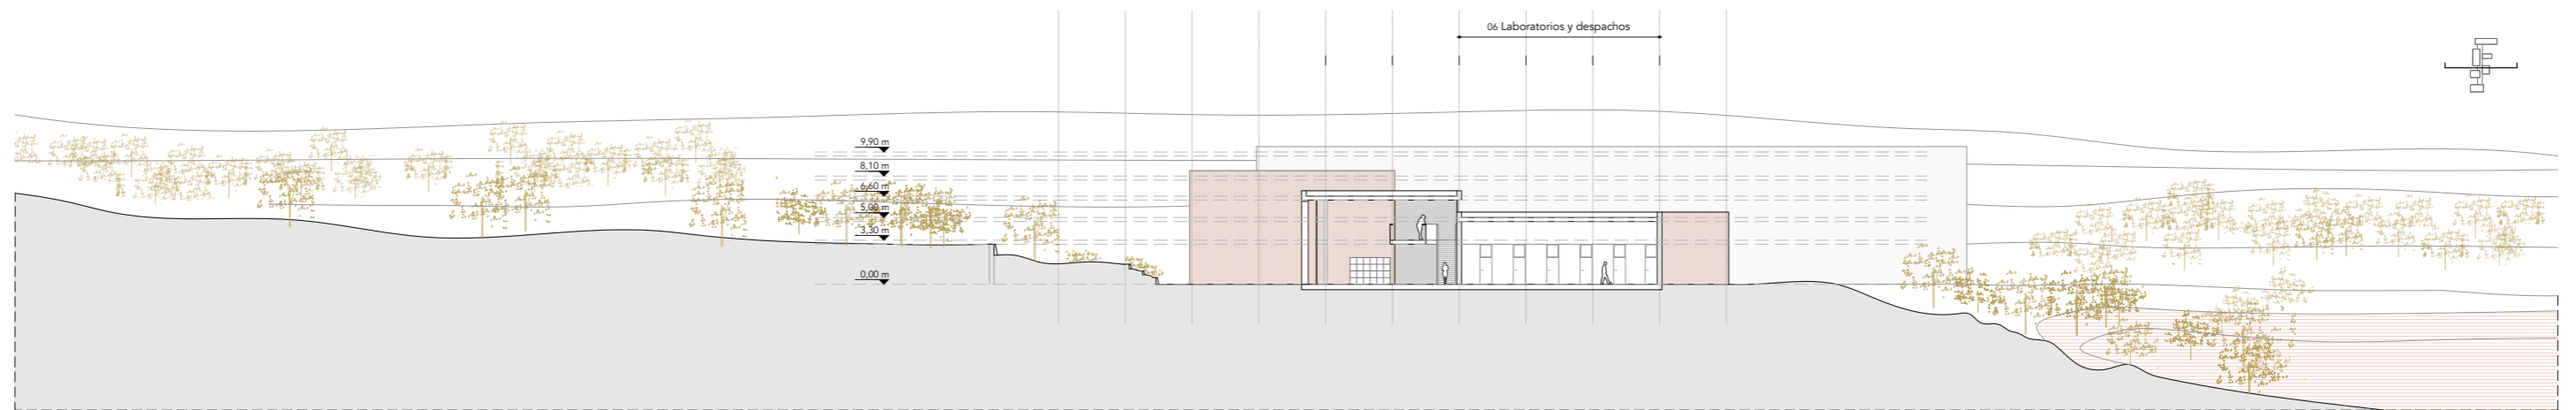 06 Laboratorios y despachos
9,90 m
8,10 m
6,60 m
5,00 m
3,30 m
0,00 m